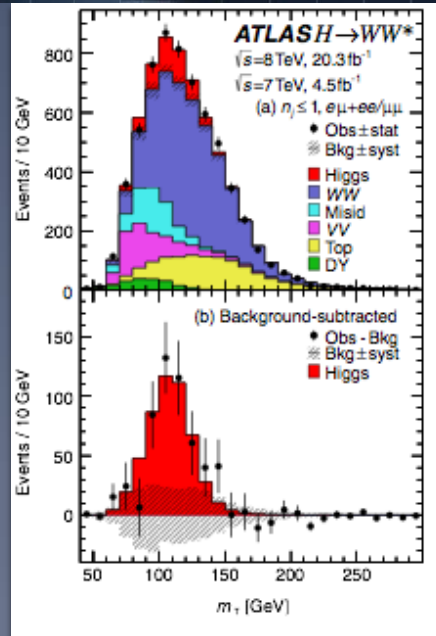 ATLAS H→WW*
√s=8 TeV, 20.3 fb⁻¹
√s=7 TeV, 4.5 fb⁻¹
(a) nⱼ ≤ 1, eμ+ee/μμ
Obs±stat
Bkg±syst
Higgs
WW
Misid
VV
Top
DY
Events / 10 GeV
800
600
400
200
0
(b) Background-subtracted
Obs - Bkg
Bkg±syst
Higgs
Events / 10 GeV
150
100
50
0
50 100 150 200 250
m_T [GeV]